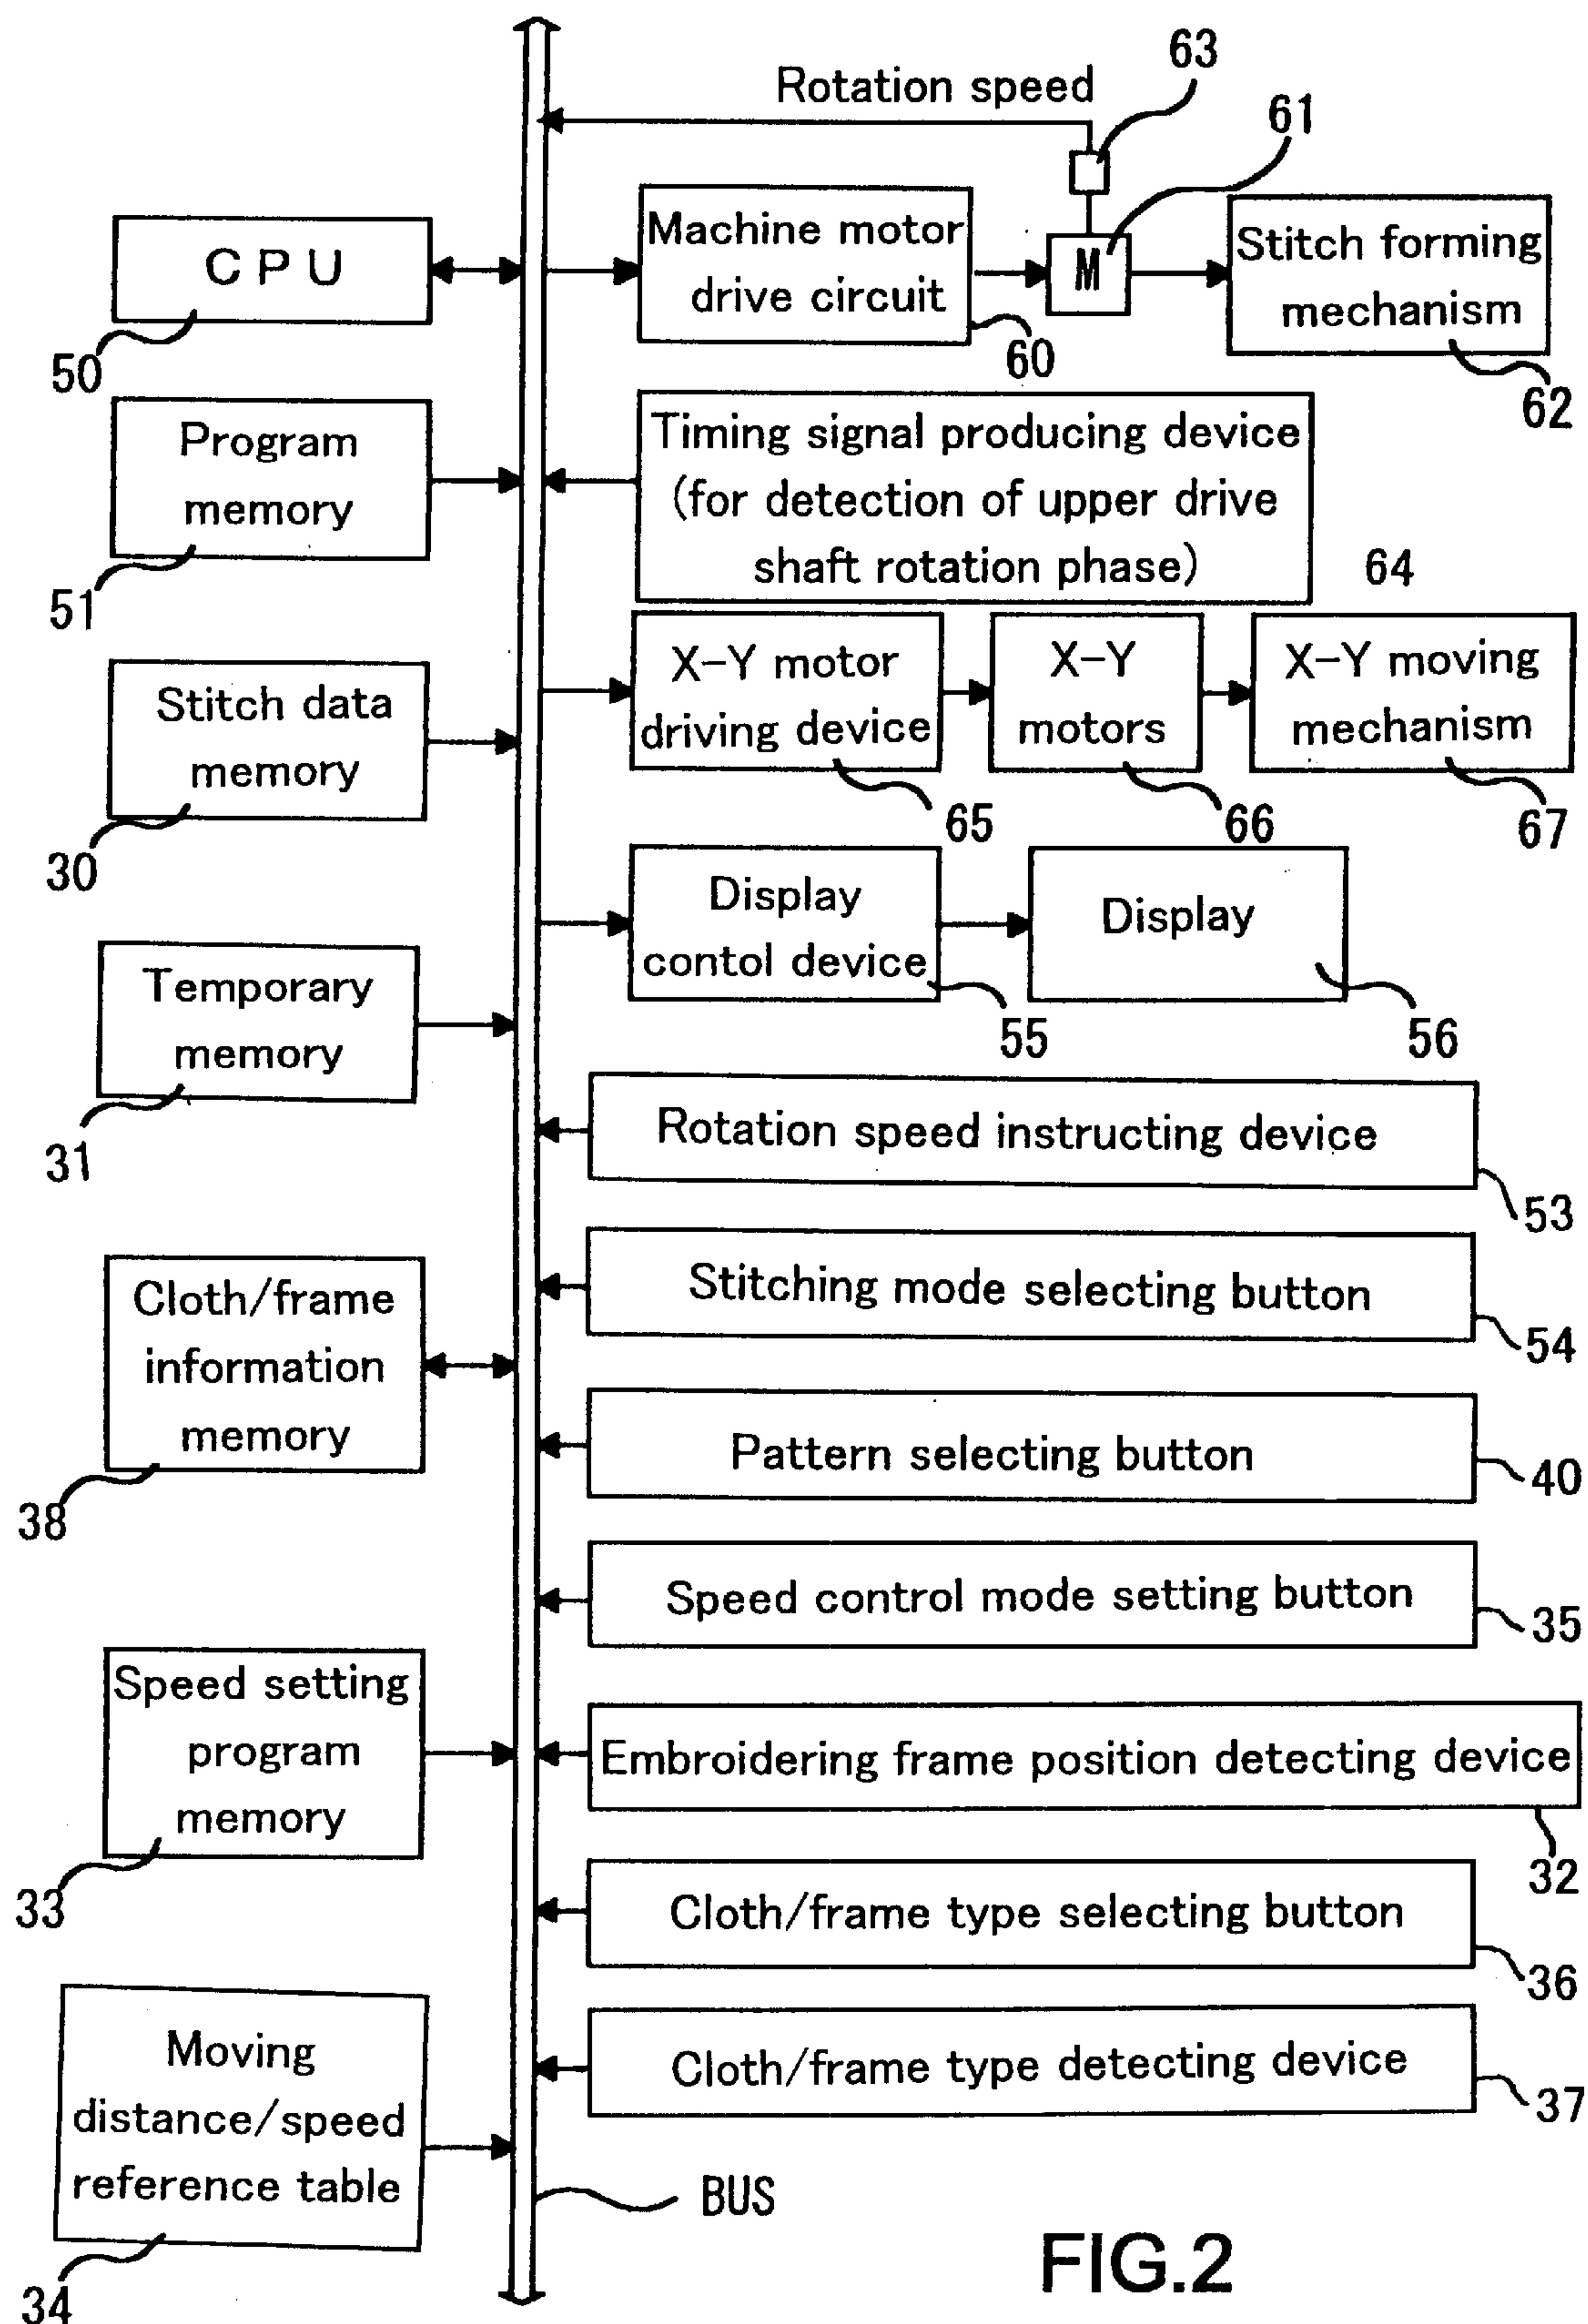 Rotation speed
63
61
C P U
50
Machine motor
drive circuit
60
M
Stitch forming
mechanism
62
Program
memory
51
Timing signal producing device
(for detection of upper drive
shaft rotation phase)
64
Stitch data
memory
30
X-Y motor
driving device
65
X-Y
motors
66
X-Y moving
mechanism
67
Temporary
memory
31
Display
contol device
55
Display
56
Rotation speed instructing device
53
Cloth/frame
information
memory
38
Stitching mode selecting button
54
Pattern selecting button
40
Speed control mode setting button
35
Speed setting
program
memory
33
Embroidering frame position detecting device
32
Cloth/frame type selecting button
36
Moving
distance/speed
reference table
34
Cloth/frame type detecting device
37
BUS
FIG.2